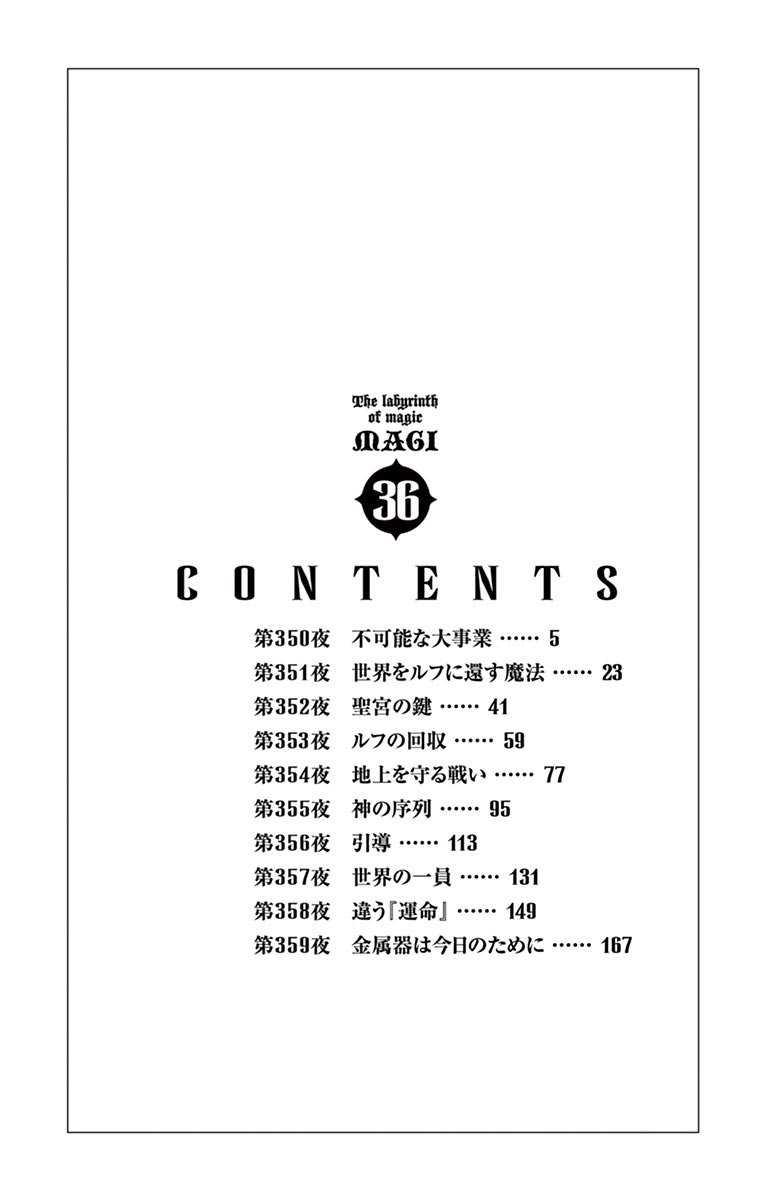 The labyrinth
of magic
MAGI
36
CONTENTS
第350夜 不可能な大事業 …… 5
第351夜 世界をルフに還す魔法 …… 23
第352夜 聖宮の鍵 …… 41
第353夜 ルフの回収 …… 59
第354夜 地上を守る戦い …… 77
第355夜 神の序列 …… 95
第356夜 引導 …… 113
第357夜 世界の一員 …… 131
第358夜 違う『運命』 …… 149
第359夜 金属器は今日のために …… 167